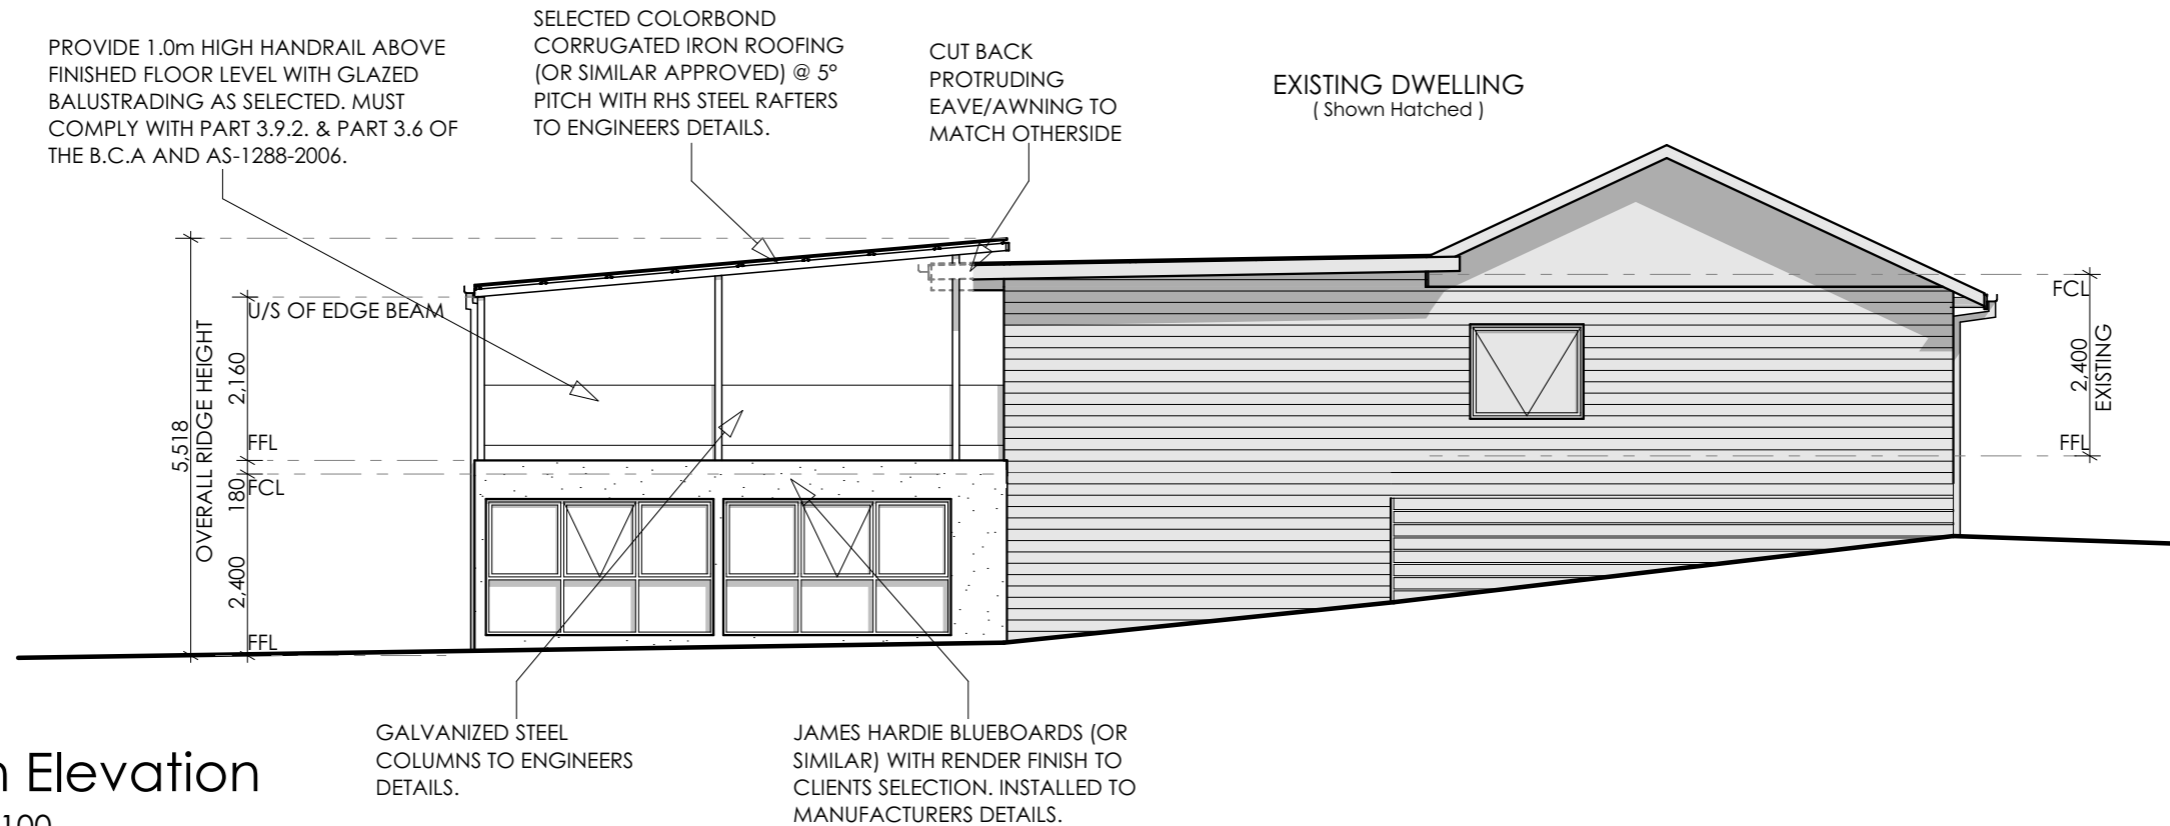 PROVIDE 1.0m HIGH HANDRAIL ABOVE
FINISHED FLOOR LEVEL WITH GLAZED
BALUSTRADING AS SELECTED. MUST
COMPLY WITH PART 3.9.2. & PART 3.6 OF
THE B.C.A AND AS-1288-2006.
SELECTED COLORBOND
CORRUGATED IRON ROOFING
(OR SIMILAR APPROVED) @ 5°
PITCH WITH RHS STEEL RAFTERS
TO ENGINEERS DETAILS.
CUT BACK
PROTRUDING
EAVE/AWNING TO
MATCH OTHERSIDE
EXISTING DWELLING
( Shown Hatched )
5,518
OVERALL RIDGE HEIGHT
U/S OF EDGE BEAM
2,160
FFL
180
FCL
2,400
FFL
FCL
2,400
EXISTING
FFL
GALVANIZED STEEL
COLUMNS TO ENGINEERS
DETAILS.
JAMES HARDIE BLUEBOARDS (OR
SIMILAR) WITH RENDER FINISH TO
CLIENTS SELECTION. INSTALLED TO
MANUFACTURERS DETAILS.
Elevation
100